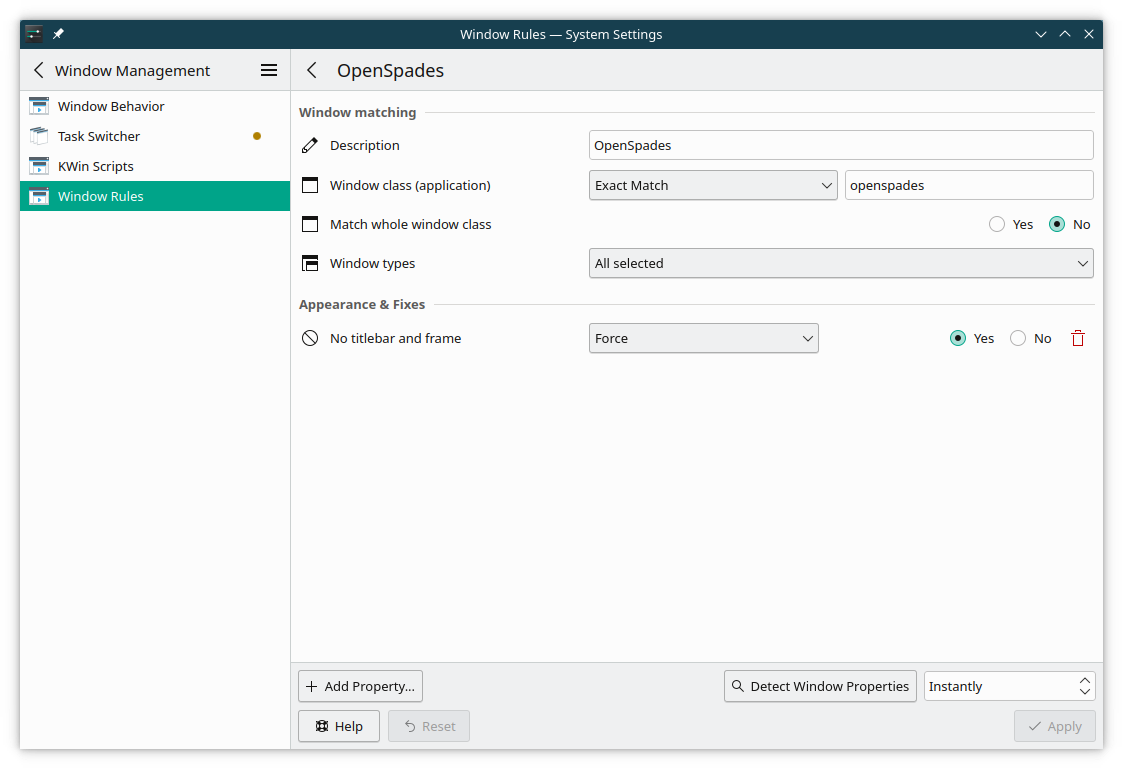 Window Rules — System Settings
Window Management
OpenSpades
Window Behavior
Task Switcher
KWin Scripts
Window Rules
Window matching
Description
OpenSpades
Window class (application)
Exact Match
openspades
Match whole window class
Yes
No
Window types
All selected
Appearance & Fixes
No titlebar and frame
Force
Yes
No
Add Property...
Detect Window Properties
Instantly
Help
Reset
Apply